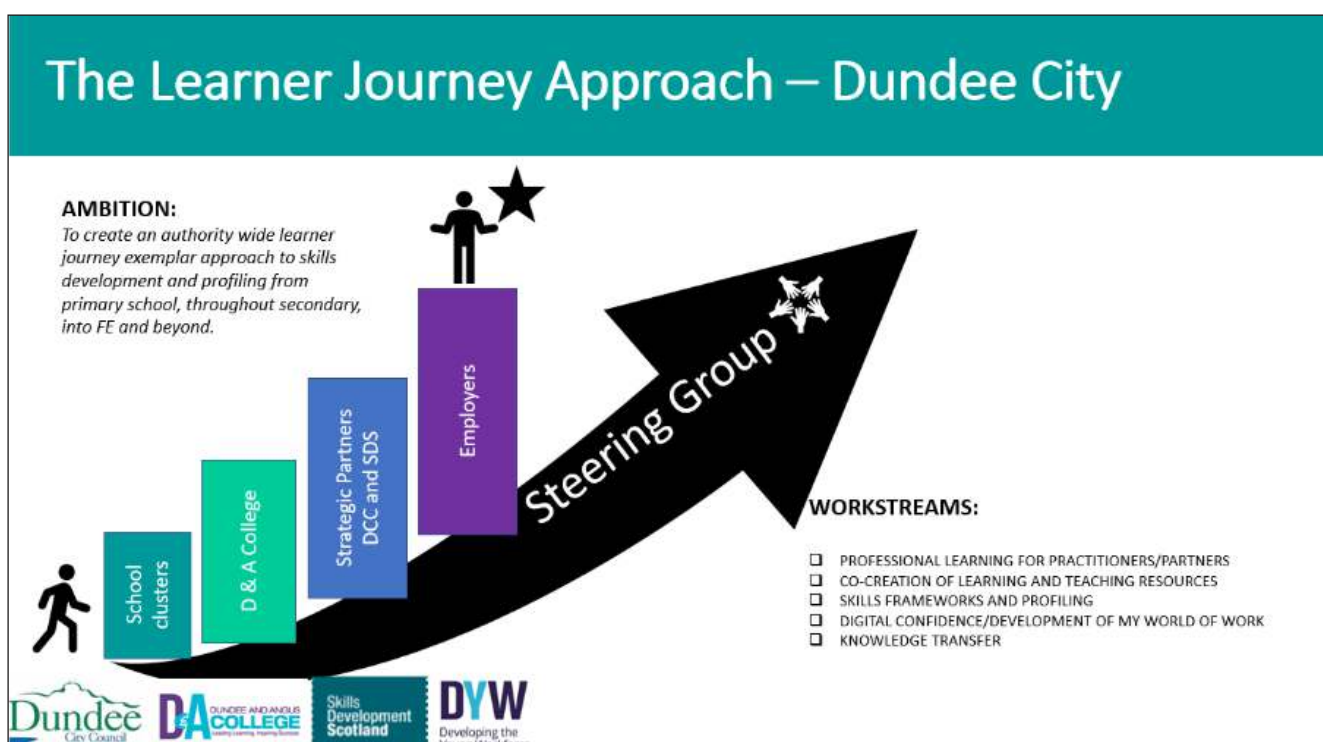 The Learner Journey Approach – Dundee City
AMBITION:
To create an authority wide learner
journey exemplar approach to skills
development and profiling from
primary school, throughout secondary,
into FE and beyond.
School
clusters
D & A College
Strategic Partners
DCC and SDS
Employers
Steering Group
WORKSTREAMS:
PROFESSIONAL LEARNING FOR PRACTITIONERS/PARTNERS
CO-CREATION OF LEARNING AND TEACHING RESOURCES
SKILLS FRAMEWORKS AND PROFILING
DIGITAL CONFIDENCE/DEVELOPMENT OF MY WORLD OF WORK
KNOWLEDGE TRANSFER
Dundee
City Council
D&A
DUNDEE AND ANGUS
COLLEGE
Leading Learning, Inspiring Success
Skills
Development
Scotland
DYW
Developing the